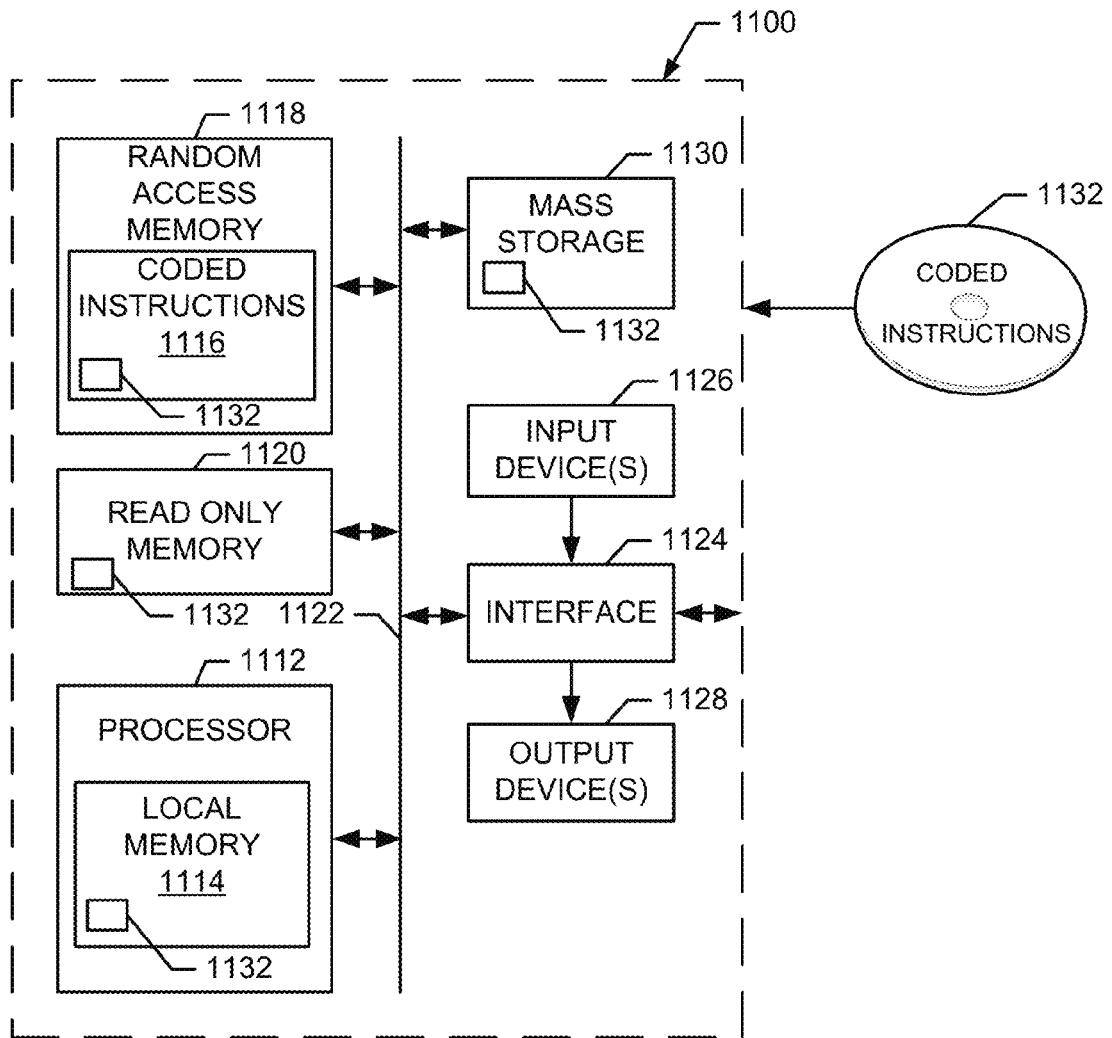 1100
1118
RANDOM
ACCESS
MEMORY
CODED
INSTRUCTIONS
1116
1132
1120
READ ONLY
MEMORY
1132
1122
1112
PROCESSOR
LOCAL
MEMORY
1114
1132
1130
MASS
STORAGE
1132
1126
INPUT
DEVICE(S)
1124
INTERFACE
1128
OUTPUT
DEVICE(S)
1132
CODED
INSTRUCTIONS